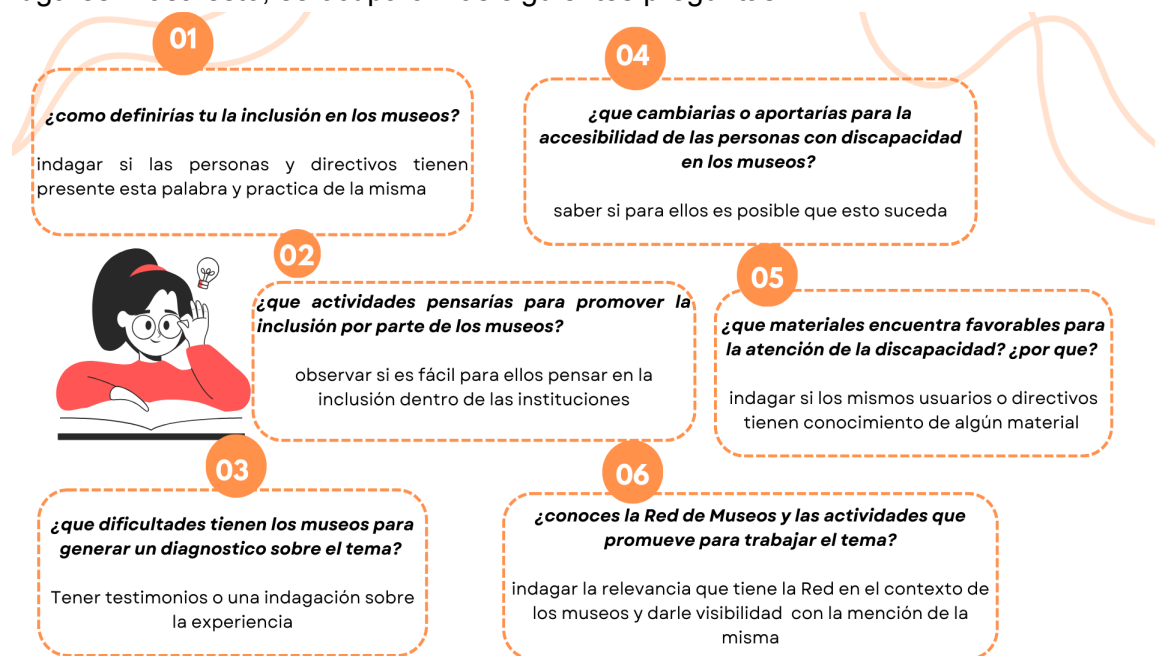 01
¿como definirías tu la inclusión en los museos?
indagar si las personas y directivos tienen
presente esta palabra y practica de la misma
02
¿que actividades pensarías para promover la
inclusión por parte de los museos?
observar si es fácil para ellos pensar en la
inclusión dentro de las instituciones
03
¿que dificultades tienen los museos para
generar un diagnostico sobre el tema?
Tener testimonios o una indagación sobre
la experiencia
04
¿que cambiarias o aportarías para la
accesibilidad de las personas con discapacidad
en los museos?
saber si para ellos es posible que esto suceda
05
¿que materiales encuentra favorables para
la atención de la discapacidad? ¿por que?
indagar si los mismos usuarios o directivos
tienen conocimiento de algún material
06
¿conoces la Red de Museos y las actividades que
promueve para trabajar el tema?
indagar la relevancia que tiene la Red en el contexto de
los museos y darle visibilidad con la mención de la
misma